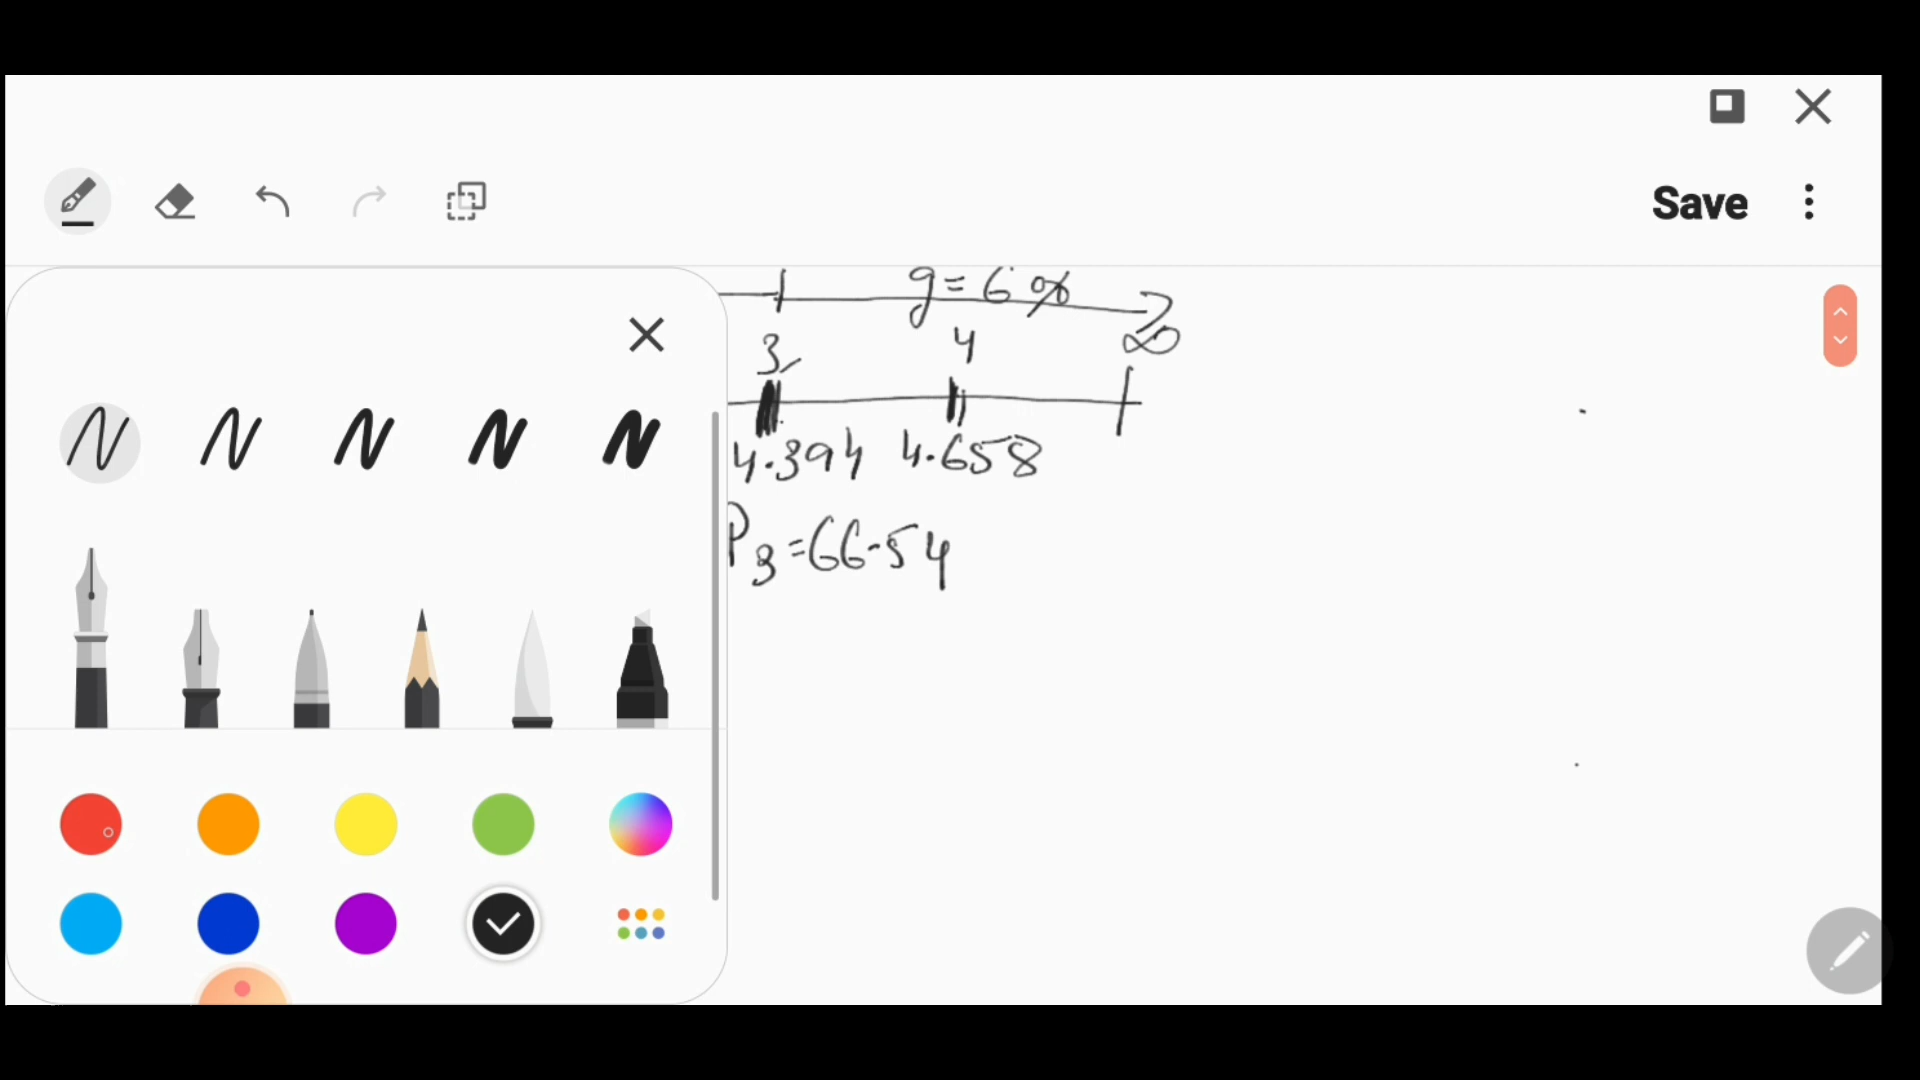 Save
g = 6 %
3 4 ∞
4.394 4.658
P3 = 66.54